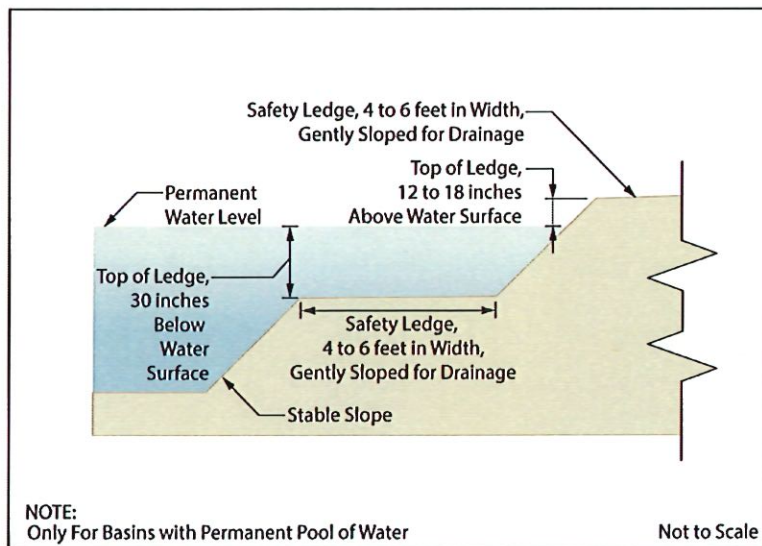 Safety Ledge, 4 to 6 feet in Width,
Gently Sloped for Drainage
Top of Ledge,
12 to 18 inches
Above Water Surface
Permanent
Water Level
Top of Ledge,
30 inches
Below
Water
Surface
Safety Ledge,
4 to 6 feet in Width,
Gently Sloped for Drainage
Stable Slope
NOTE:
Only For Basins with Permanent Pool of Water
Not to Scale